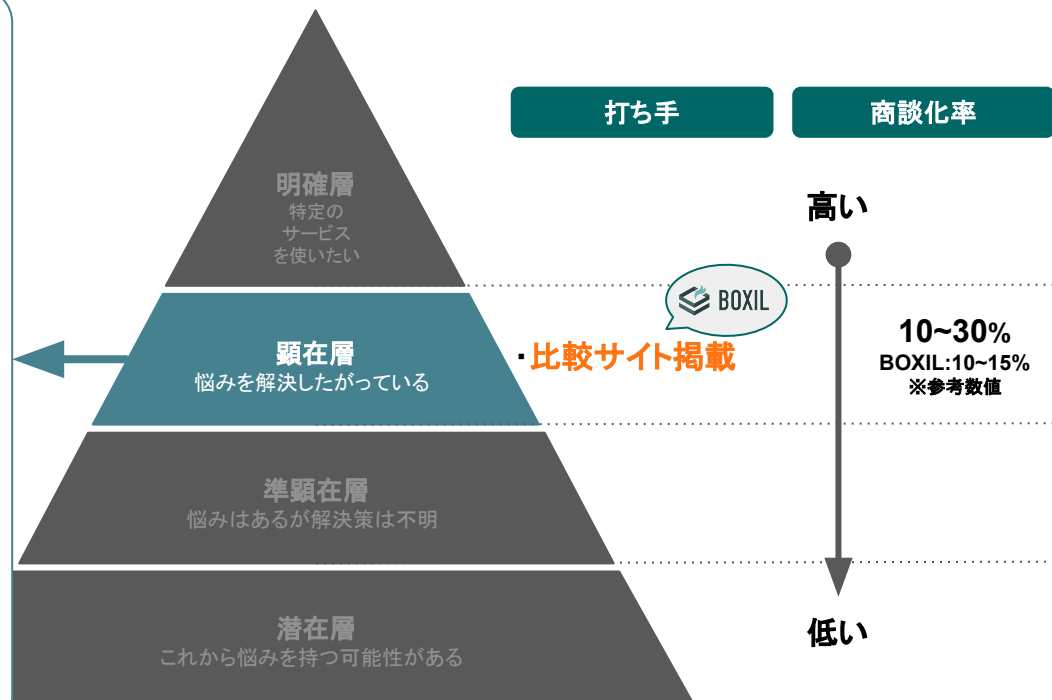 打ち手
商談化率
明確層
特定の
サービス
を使いたい
高い
BOXIL
顕在層
悩みを解決したがっている
・比較サイト掲載
10~30%
BOXIL:10~15%
※参考数値
準顕在層
悩みはあるが解決策は不明
潜在層
これから悩みを持つ可能性がある
低い